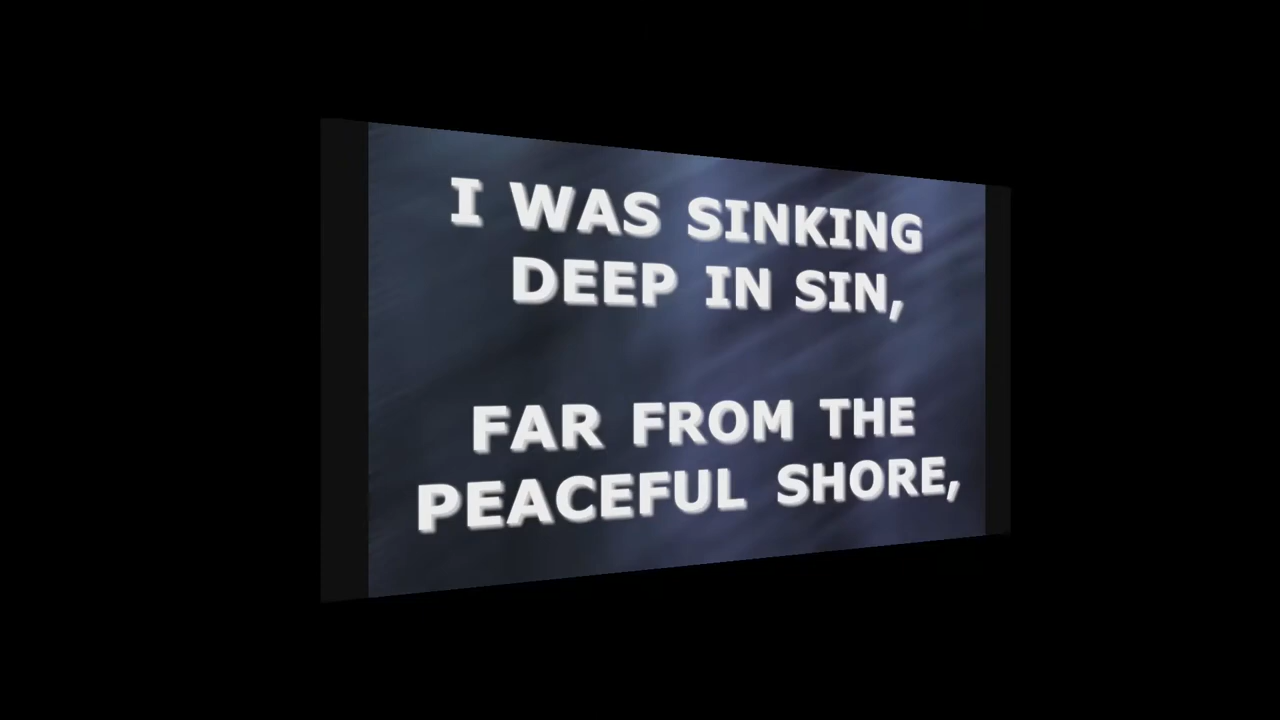 I WAS SINKING
DEEP IN SIN,
FAR FROM THE
PEACEFUL SHORE,